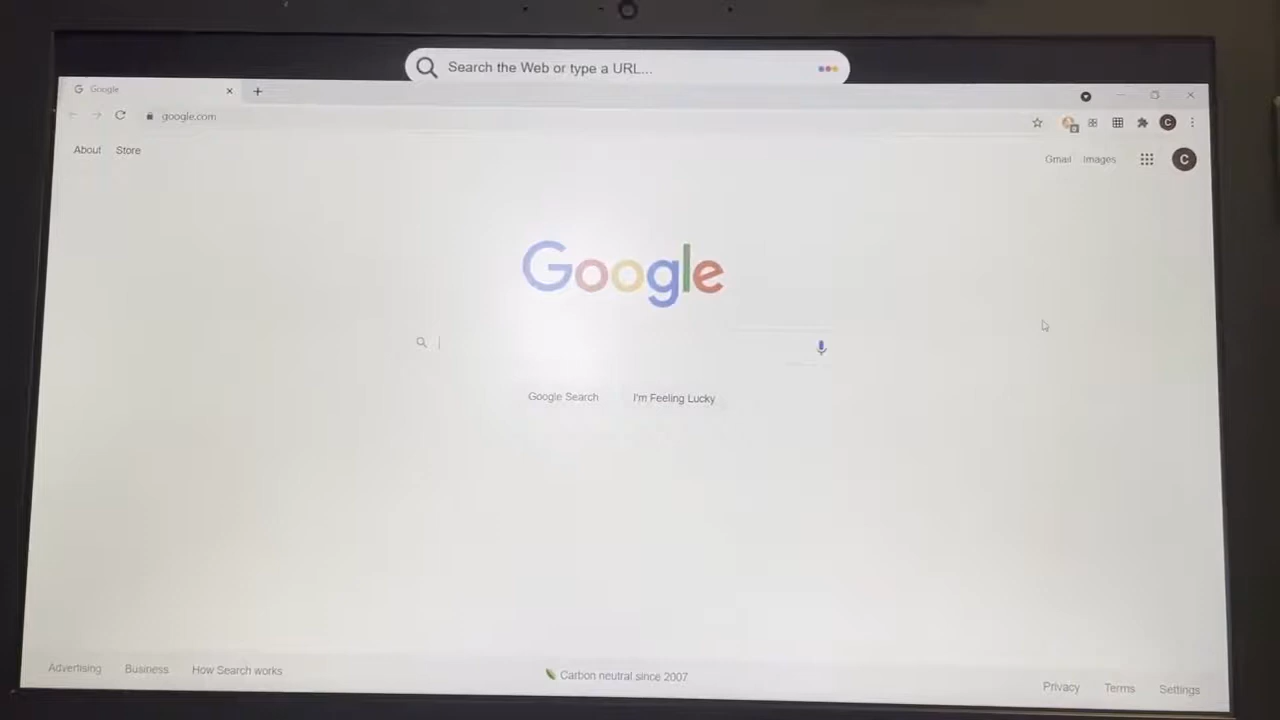 Search the Web or type a URL...
Google
google.com
About Store
Gmail Images
C
Google
Google Search I'm Feeling Lucky
Advertising Business How Search works
Carbon neutral since 2007
Privacy Terms Settings